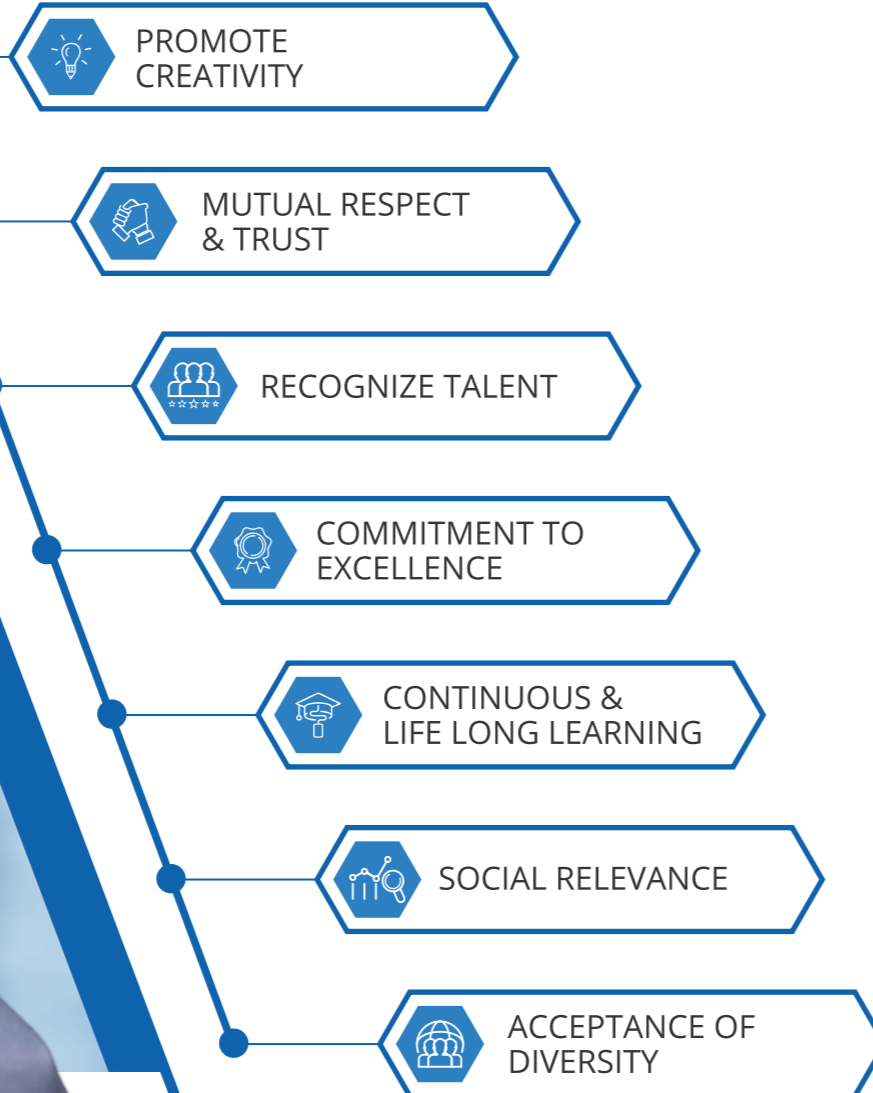 PROMOTE
CREATIVITY
MUTUAL RESPECT
& TRUST
RECOGNIZE TALENT
COMMITMENT TO
EXCELLENCE
CONTINUOUS &
LIFE LONG LEARNING
SOCIAL RELEVANCE
ACCEPTANCE OF
DIVERSITY